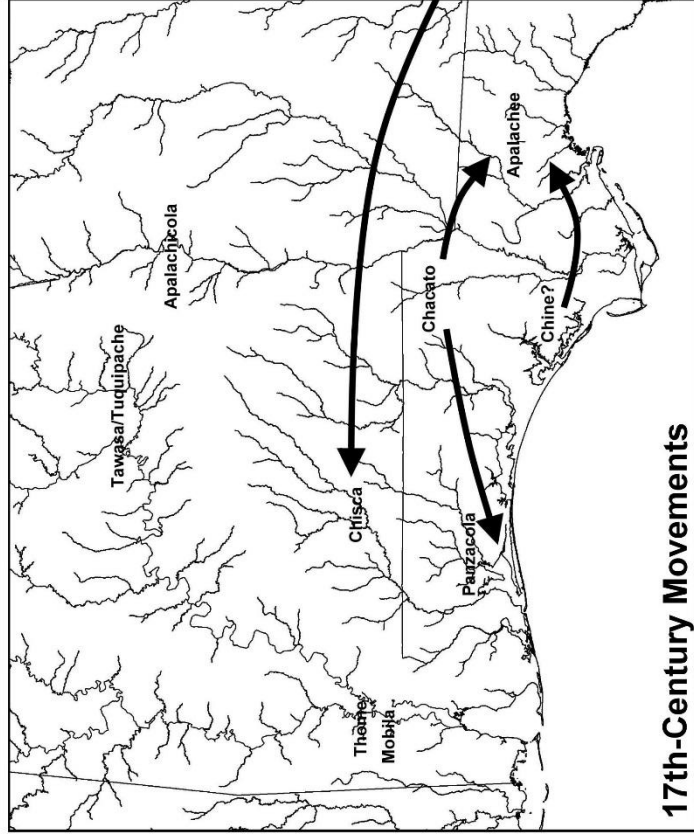 Tawasa/Tuquipache
Apalachicola
Thome
Mobila
Chisca
Chacato
Apalachee
Panzacola
Chine?
17th-Century Movements